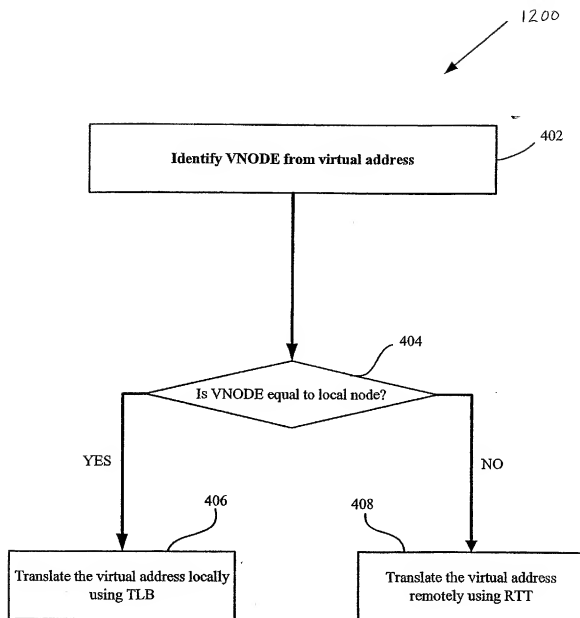 1200
402
Identify VNODE from virtual address
404
Is VNODE equal to local node?
YES
NO
406
408
Translate the virtual address locally
using TLB
Translate the virtual address
remotely using RTT